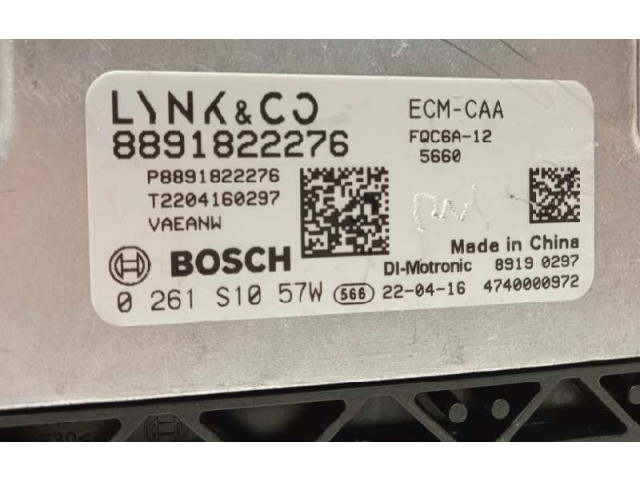 LYNK & CO
8891822276
P8891822276
T2204160297
VAEANW
ECM-CAA
FQC6A-12
5660
BOSCH
Made in China
DI-Motronic 8919 0297
0 261 S10 57W 566 22-04-16 4740000972